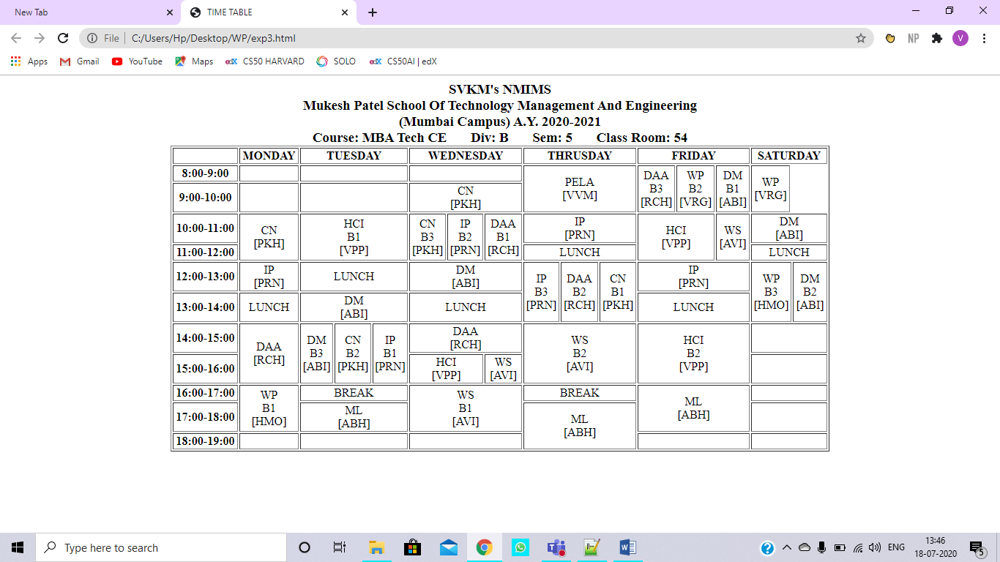 New Tab
TIME TABLE
File | C:/Users/Hp/Desktop/WP/exp3.html
NP
V
Apps Gmail YouTube Maps edX CS50 HARVARD SOLO edX CS50AI | edX
SVKM's NMIMS
Mukesh Patel School Of Technology Management And Engineering
(Mumbai Campus) A.Y. 2020-2021
Course: MBA Tech CE Div: B Sem: 5 Class Room: 54
MONDAY TUESDAY WEDNESDAY THRUSDAY FRIDAY SATURDAY
8:00-9:00
PELA
[VVM]
DAA
B3
[RCH]
WP
B2
[VRG]
DM
B1
[ABI]
WP
[VRG]
9:00-10:00
CN
[PKH]
10:00-11:00
CN
[PKH]
HCI
B1
[VPP]
CN
B3
[PKH]
IP
B2
[PRN]
DAA
B1
[RCH]
IP
[PRN]
HCI
[VPP]
WS
[AVI]
DM
[ABI]
11:00-12:00
LUNCH
LUNCH
12:00-13:00
IP
[PRN]
LUNCH
DM
[ABI]
IP
B3
[PRN]
DAA
B2
[RCH]
CN
B1
[PKH]
IP
[PRN]
WP
B3
[HMO]
DM
B2
[ABI]
13:00-14:00
LUNCH
DM
[ABI]
LUNCH
LUNCH
14:00-15:00
DAA
[RCH]
DM
B3
[ABI]
CN
B2
[PKH]
IP
B1
[PRN]
DAA
[RCH]
WS
B2
[AVI]
HCI
B2
[VPP]
15:00-16:00
HCI
[VPP]
WS
[AVI]
16:00-17:00
WP
B1
[HMO]
BREAK
WS
B1
[AVI]
BREAK
ML
[ABH]
17:00-18:00
ML
[ABH]
ML
[ABH]
18:00-19:00
Type here to search
ENG
13:46
18-07-2020
5